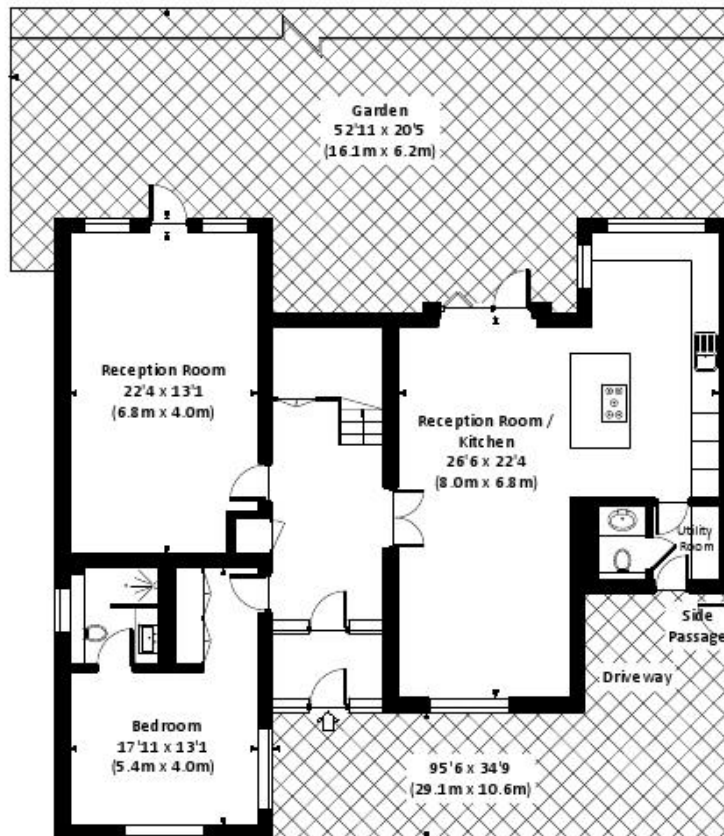 Garden
52'11 x 20'5
(16.1m x 6.2m)
Reception Room
22'4 x 13'1
(6.8m x 4.0m)
Reception Room /
Kitchen
26'6 x 22'4
(8.0m x 6.8m)
Utility
Room
Side
Passage
Driveway
Bedroom
17'11 x 13'1
(5.4m x 4.0m)
95'6 x 34'9
(29.1m x 10.6m)